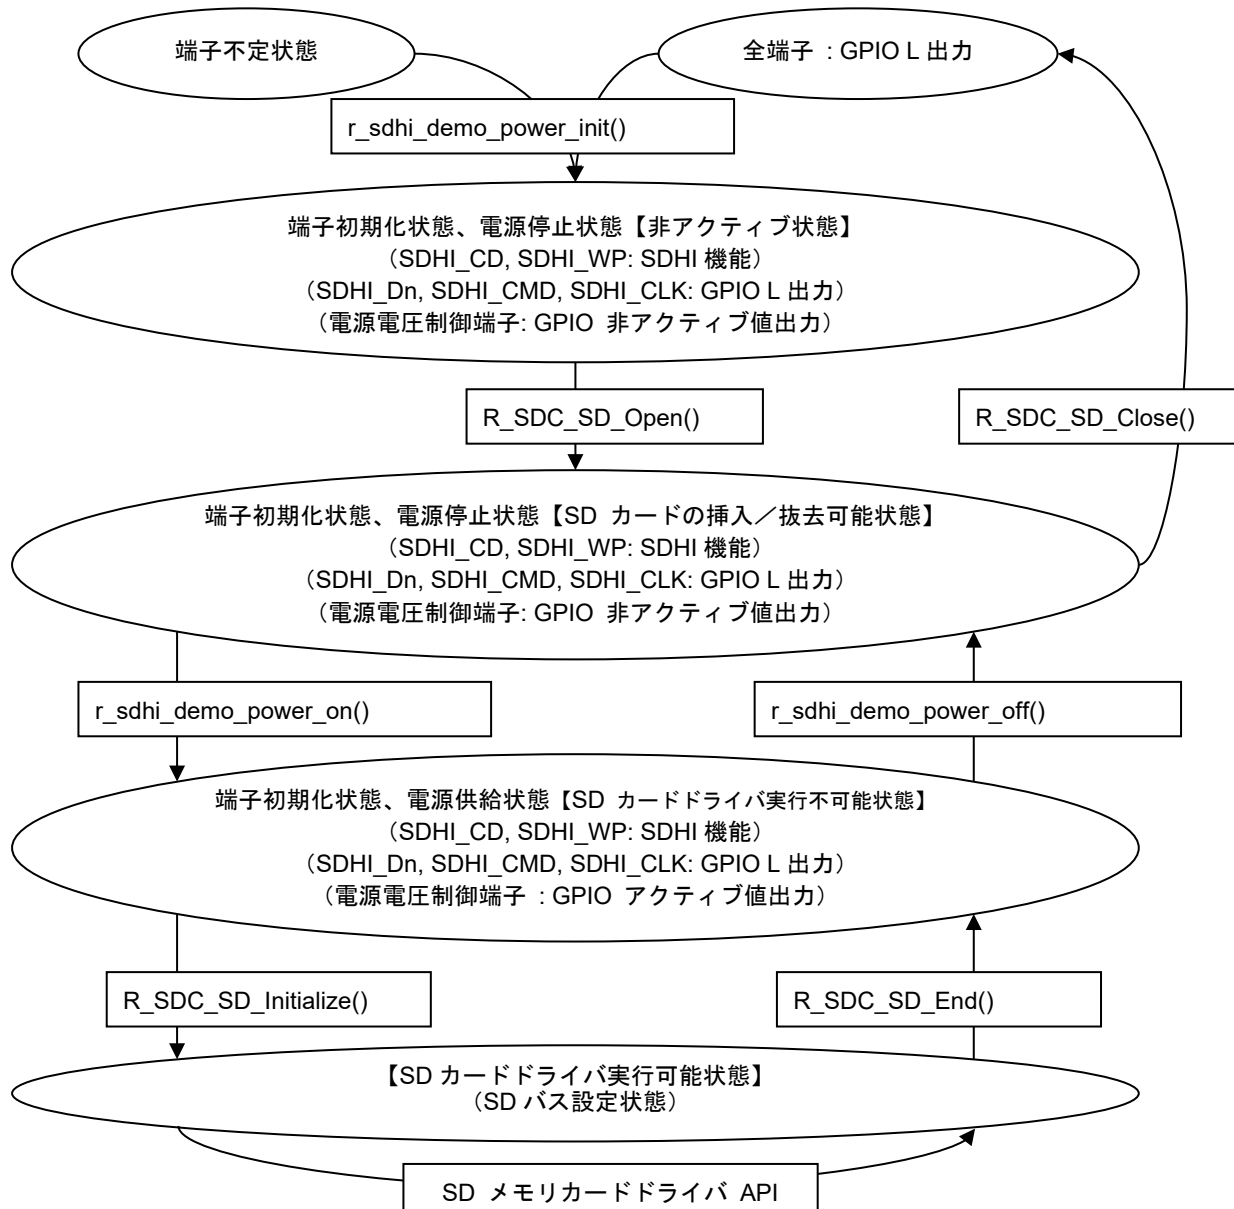 端子不定状態
全端子 : GPIO L 出力
r_sdhi_demo_power_init()
端子初期化状態、電源停止状態【非アクティブ状態】
（SDHI_CD, SDHI_WP: SDHI 機能）
（SDHI_Dn, SDHI_CMD, SDHI_CLK: GPIO L 出力）
（電源電圧制御端子: GPIO 非アクティブ値出力）
R_SDC_SD_Open()
R_SDC_SD_Close()
端子初期化状態、電源停止状態【SD カードの挿入／抜去可能状態】
（SDHI_CD, SDHI_WP: SDHI 機能）
（SDHI_Dn, SDHI_CMD, SDHI_CLK: GPIO L 出力）
（電源電圧制御端子: GPIO 非アクティブ値出力）
r_sdhi_demo_power_on()
r_sdhi_demo_power_off()
端子初期化状態、電源供給状態【SD カードドライバ実行不可能状態】
（SDHI_CD, SDHI_WP: SDHI 機能）
（SDHI_Dn, SDHI_CMD, SDHI_CLK: GPIO L 出力）
（電源電圧制御端子 : GPIO アクティブ値出力）
R_SDC_SD_Initialize()
R_SDC_SD_End()
【SD カードドライバ実行可能状態】
（SD バス設定状態）
SD メモリカードドライバ API